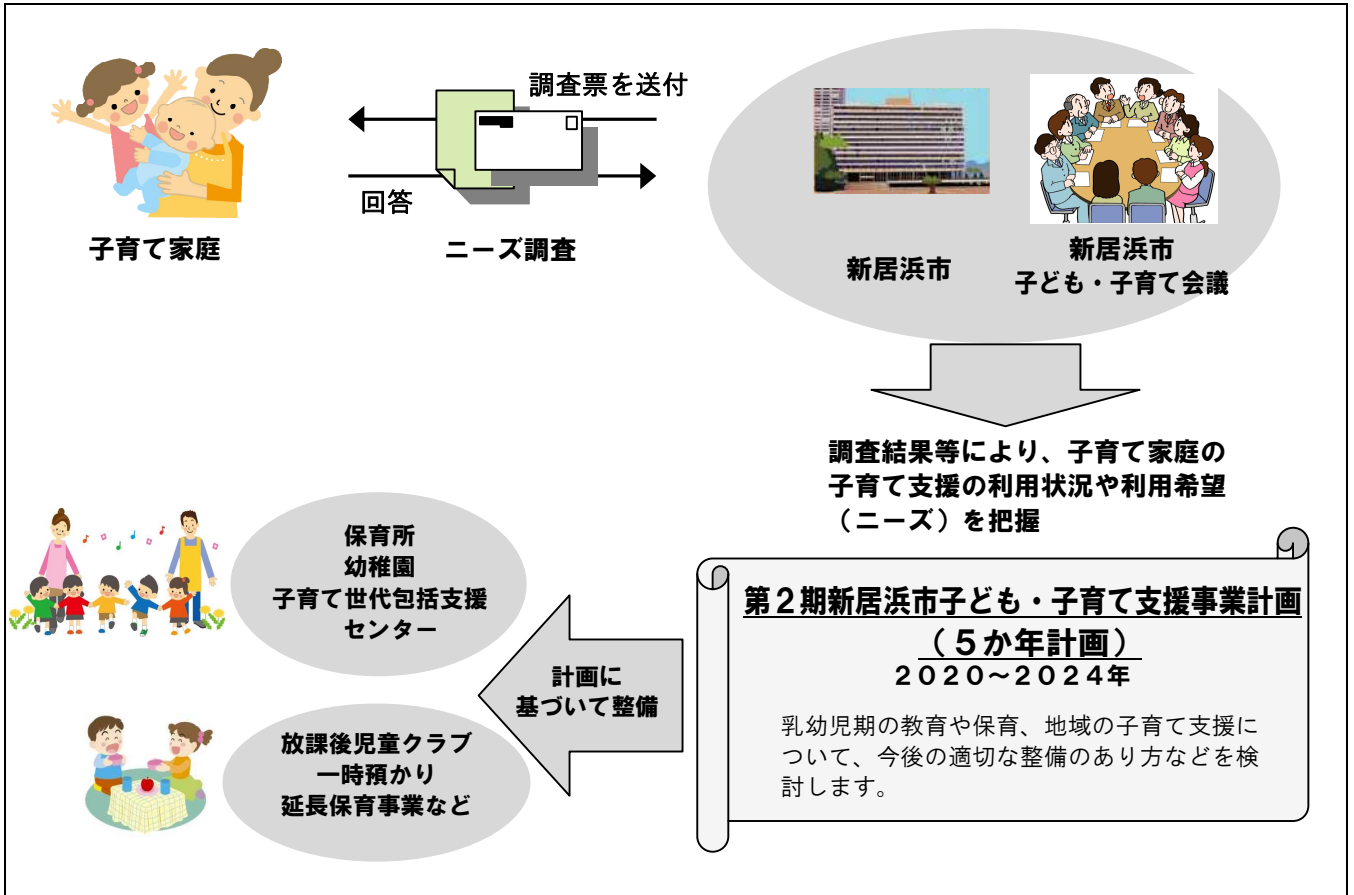 調査票を送付
回答
子育て家庭
ニーズ調査
新居浜市
新居浜市
子ども・子育て会議
調査結果等により、子育て家庭の
子育て支援の利用状況や利用希望
（ニーズ）を把握
第２期新居浜市子ども・子育て支援事業計画
（５か年計画）
２０２０～２０２４年
乳幼児期の教育や保育、地域の子育て支援に
ついて、今後の適切な整備のあり方などを検
討します。
計画に
基づいて整備
保育所
幼稚園
子育て世代包括支援
センター
放課後児童クラブ
一時預かり
延長保育事業など